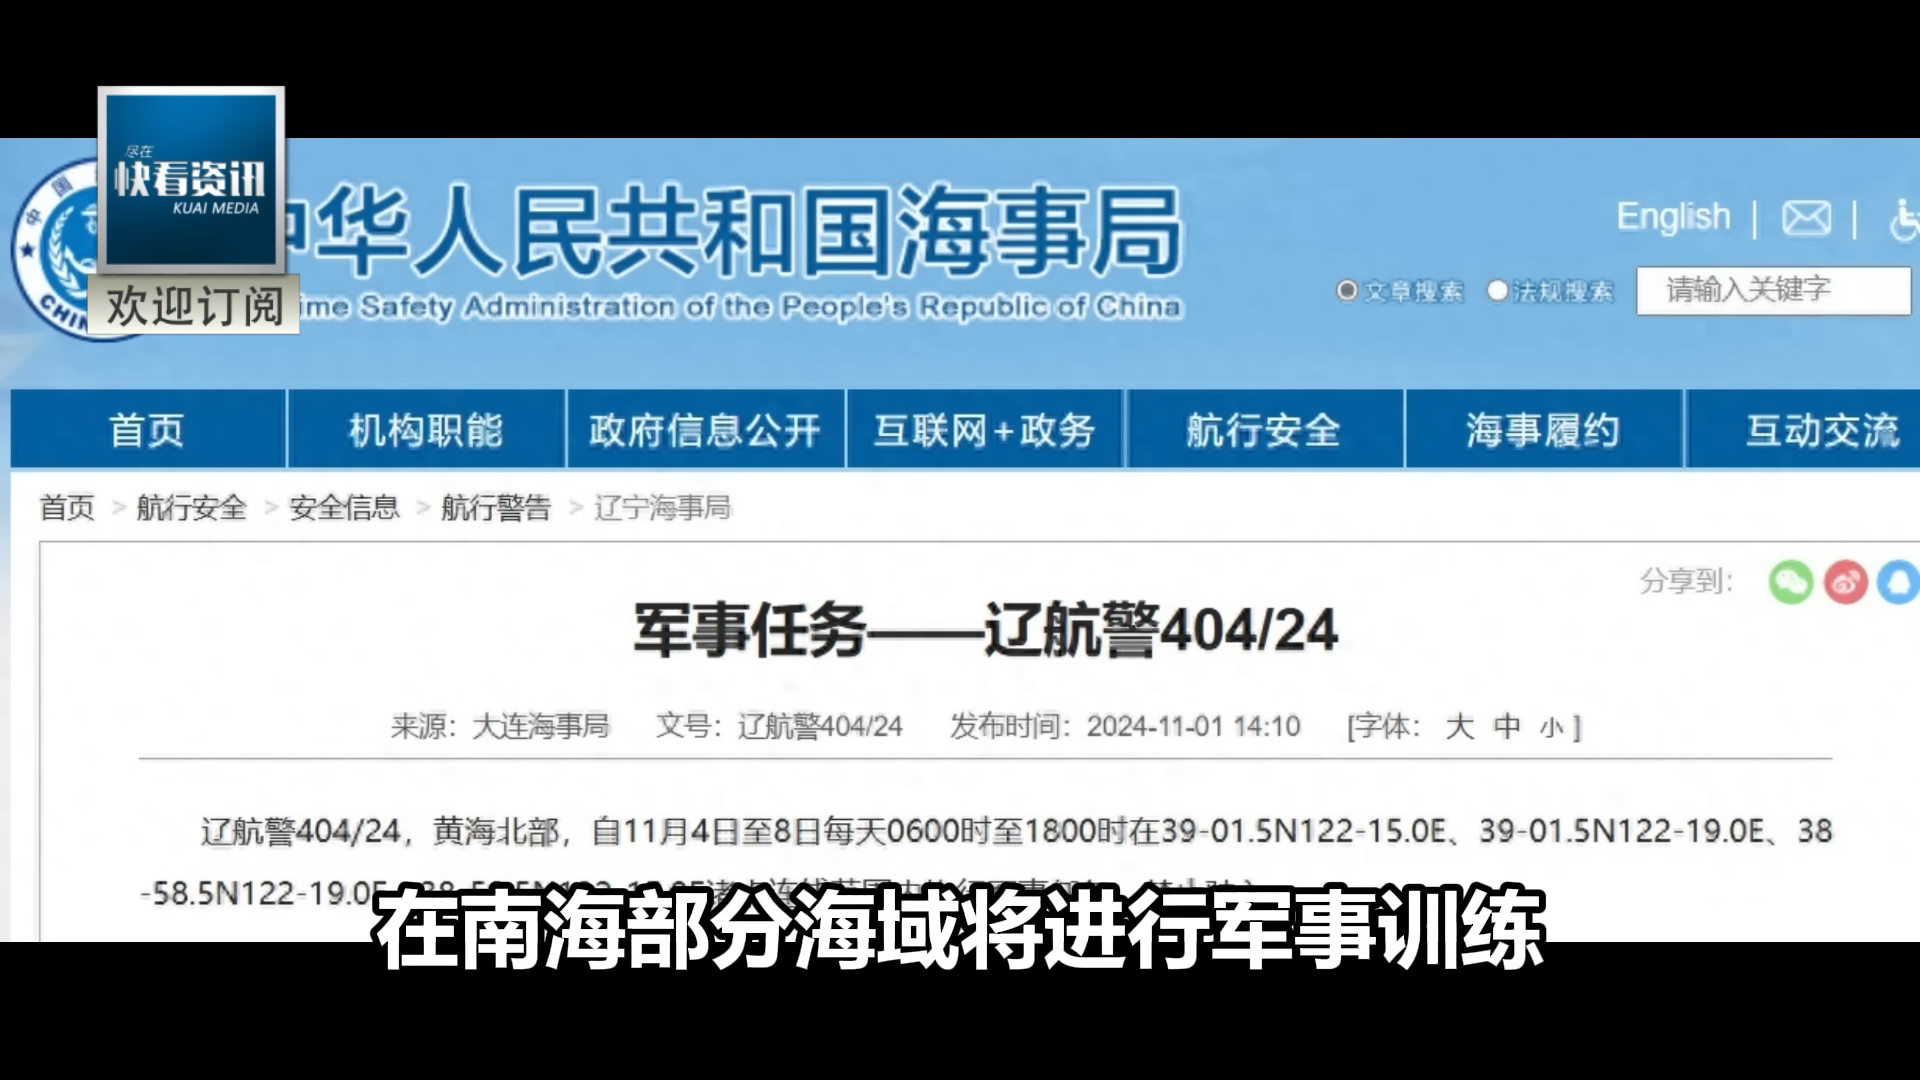 尽在
快看资讯
KUAI MEDIA
欢迎订阅
中华人民共和国海事局
ime Safety Administration of the People's Republic of China
English
文章搜索 法规搜索 请输入关键字
首页 机构职能 政府信息公开 互联网+政务 航行安全 海事履约 互动交流
首页 > 航行安全 > 安全信息 > 航行警告 > 辽宁海事局
分享到:
军事任务——辽航警404/24
来源：大连海事局 文号：辽航警404/24 发布时间：2024-11-01 14:10 [字体： 大 中 小 ]
辽航警404/24，黄海北部，自11月4日至8日每天0600时至1800时在39-01.5N122-15.0E、39-01.5N122-19.0E、38
-58.5N122-19.0E
在南海部分海域将进行军事训练